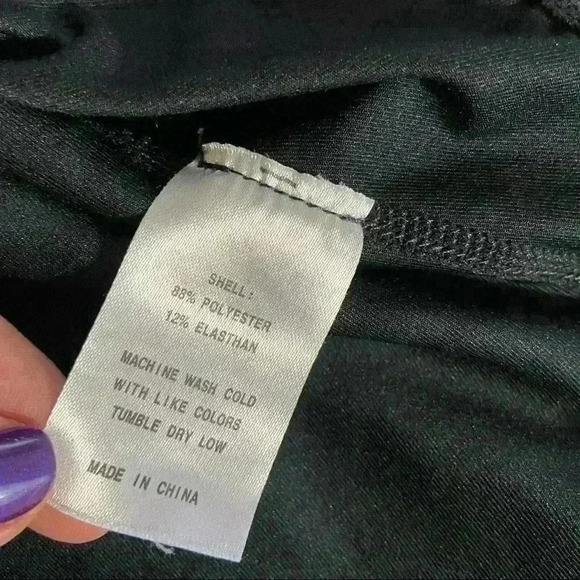 SHELL:
88% POLYESTER
12% ELASTHAN
MACHINE WASH COLD
WITH LIKE COLORS
TUMBLE DRY LOW
MADE IN CHINA